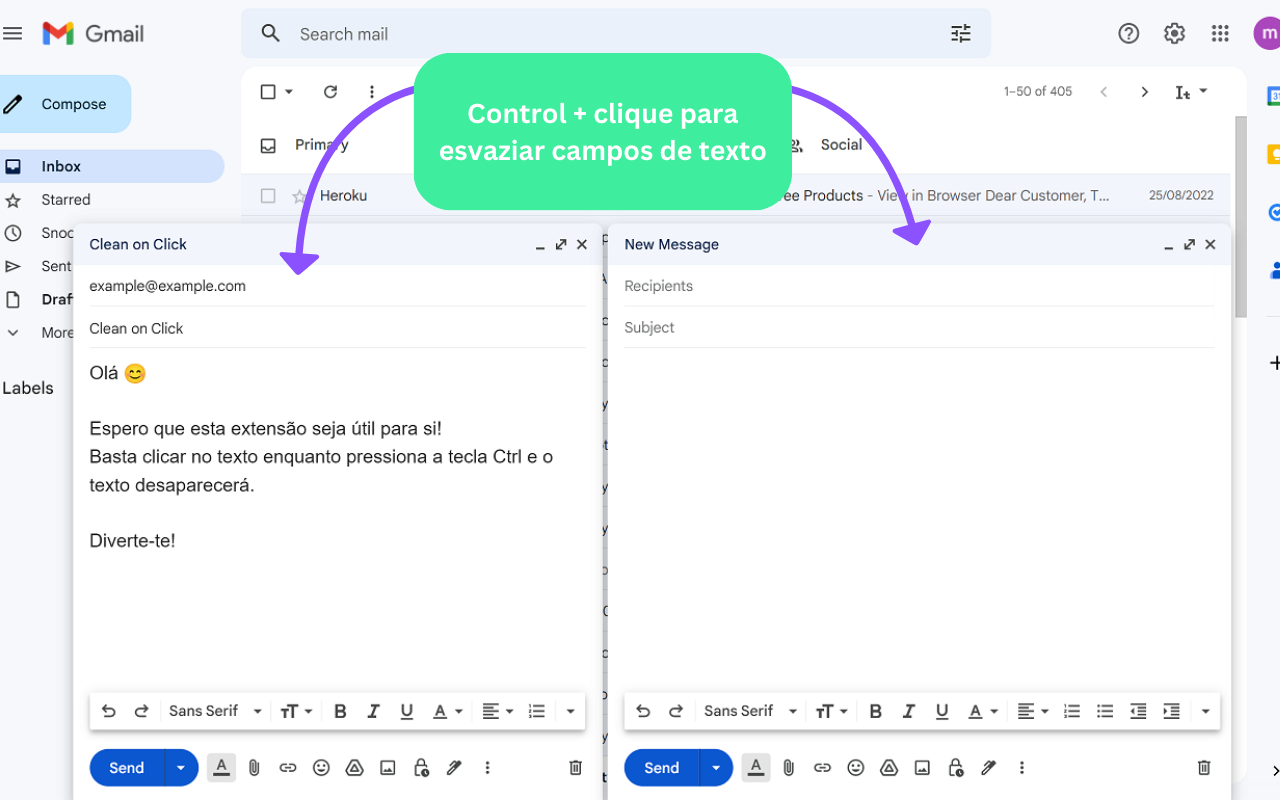 Gmail
Search mail
m
Control + clique para
esvaziar campos de texto
Compose
1–50 of 405
31
Primary
Social
Inbox
Heroku
ee Products - View in Browser Dear Customer, T...
25/08/2022
Starred
Snoo
Sent
Draf
More
Labels
Clean on Click
example@example.com
Clean on Click
Olá 😊
Espero que esta extensão seja útil para si!
Basta clicar no texto enquanto pressiona a tecla Ctrl e o
texto desaparecerá.
Diverte-te!
Sans Serif
Send
New Message
Recipients
Subject
Sans Serif
Send